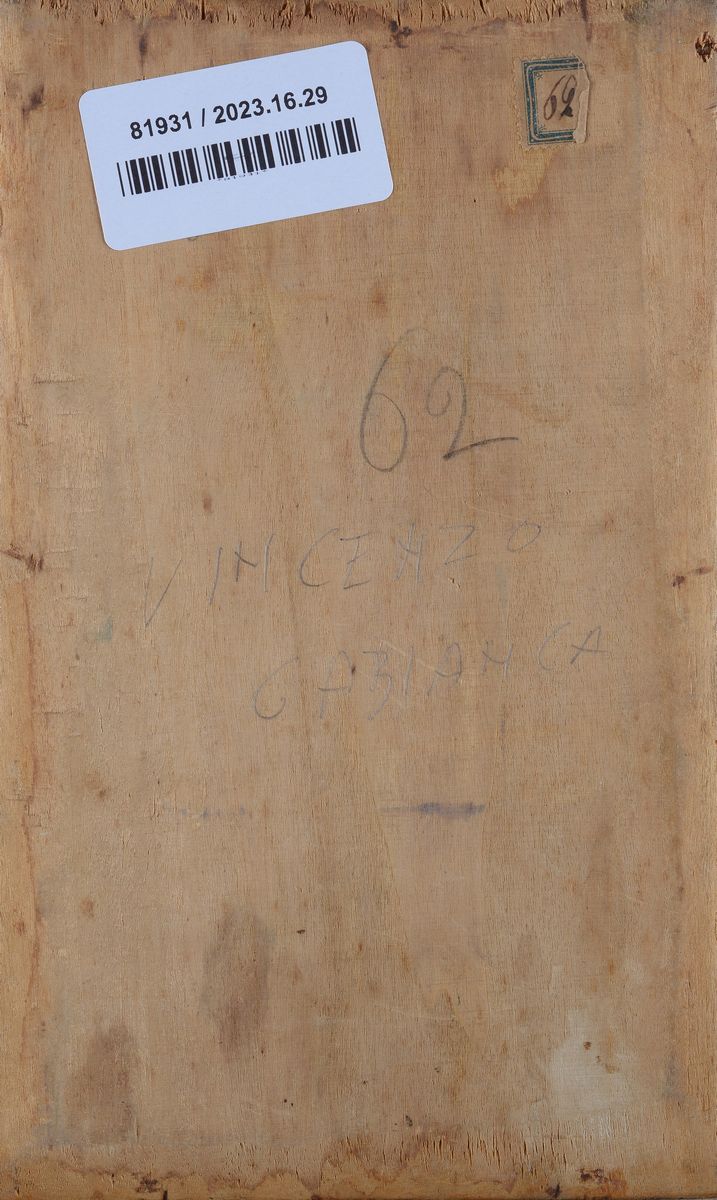 81931 / 2023.16.29
62
62
VINCENZO
CABIANCA